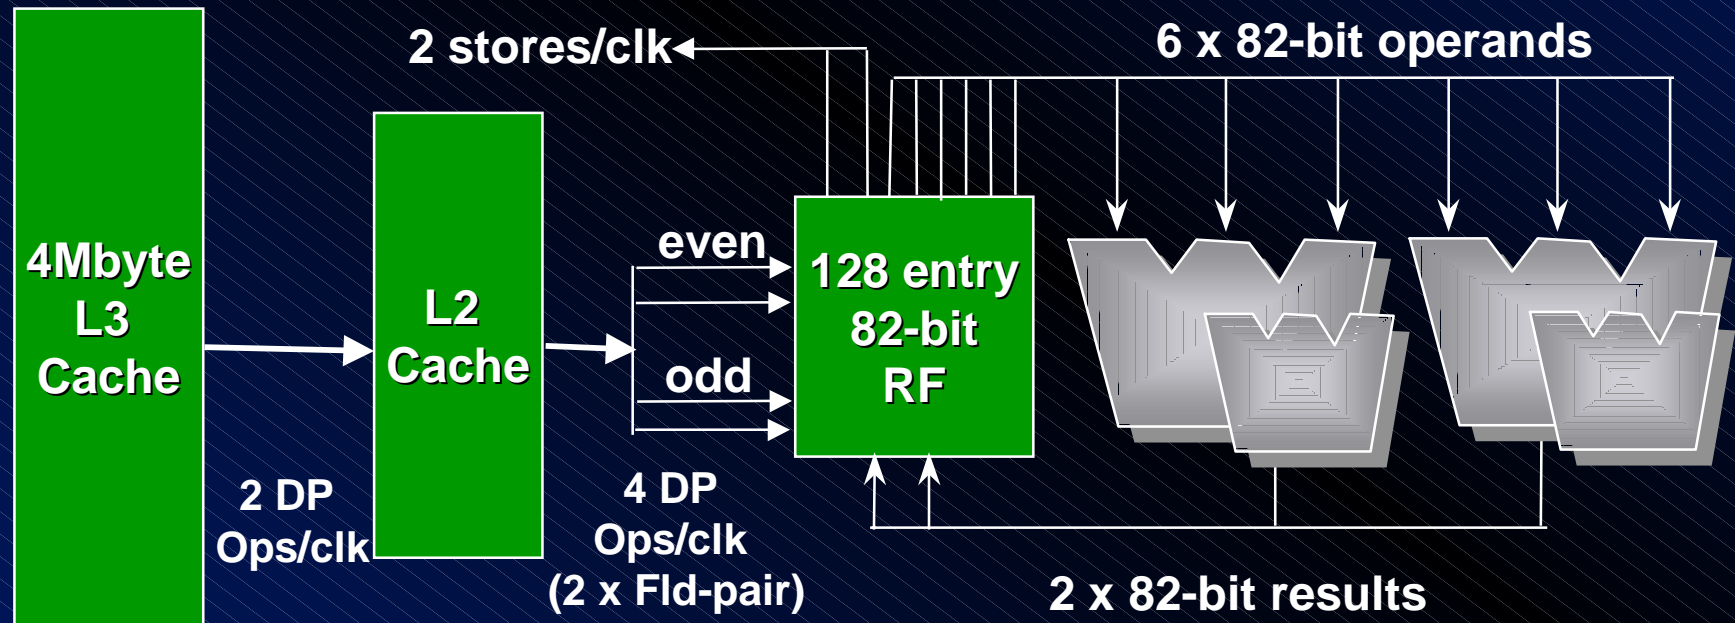 2 stores/clk
6 x 82-bit operands
4Mbyte
L3
Cache
L2
Cache
even
odd
128 entry
82-bit
RF
2 DP
Ops/clk
4 DP
Ops/clk
(2 x Fld-pair)
2 x 82-bit results